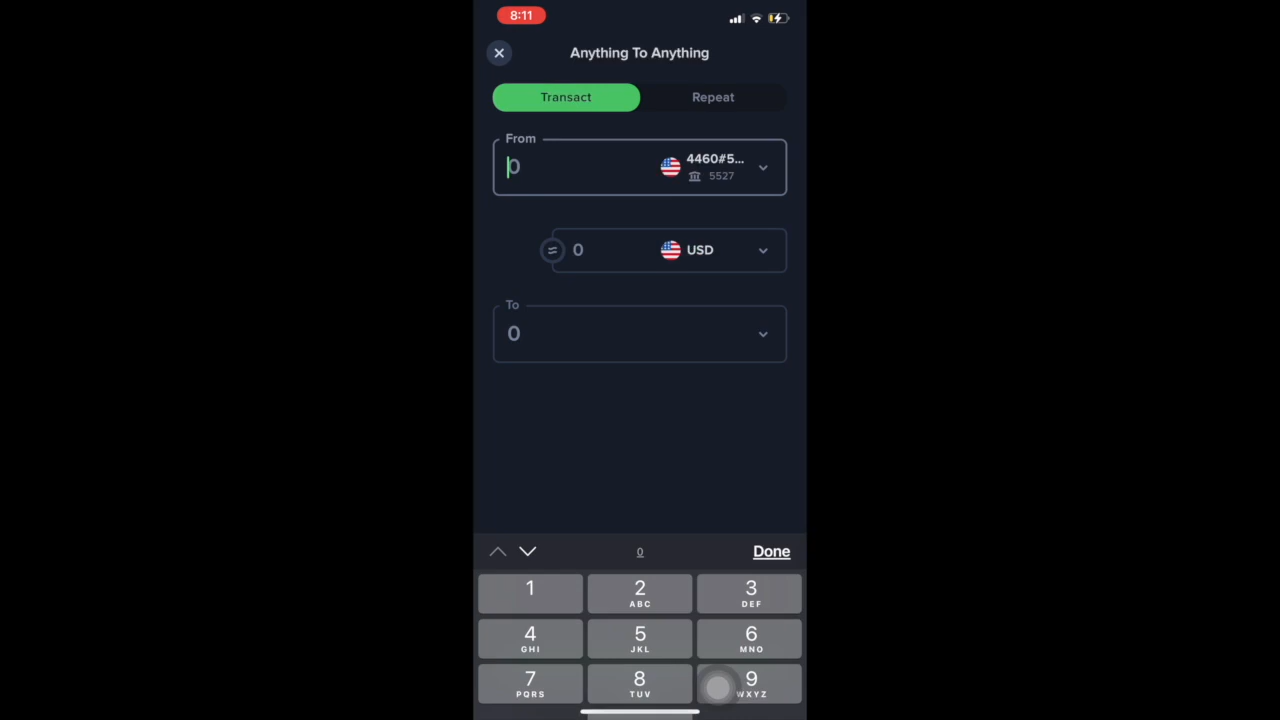 8:11
Anything To Anything
Transact
Repeat
From
0
4460#5...
5527
0
USD
To
0
0
Done
1
2
ABC
3
DEF
4
GHI
5
JKL
6
MNO
7
PQRS
8
TUV
9
WXYZ